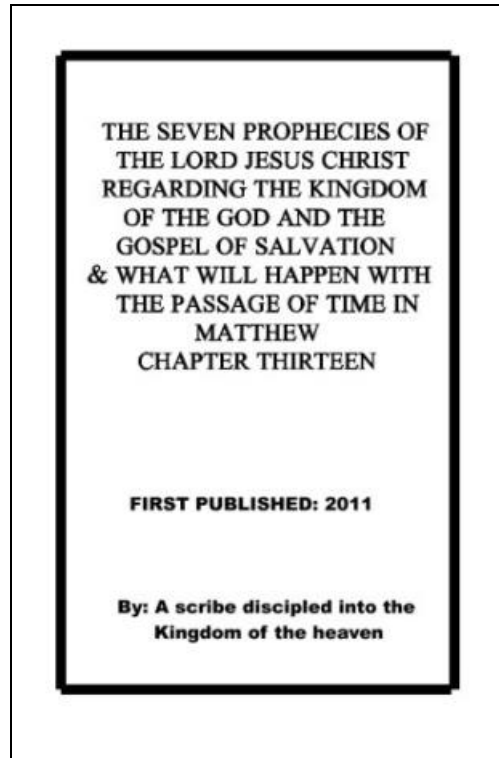 THE SEVEN PROPHECIES OF
THE LORD JESUS CHRIST
REGARDING THE KINGDOM
OF THE GOD AND THE
GOSPEL OF SALVATION
& WHAT WILL HAPPEN WITH
THE PASSAGE OF TIME IN
MATTHEW
CHAPTER THIRTEEN
FIRST PUBLISHED: 2011
By: A scribe discipled into the
Kingdom of the heaven